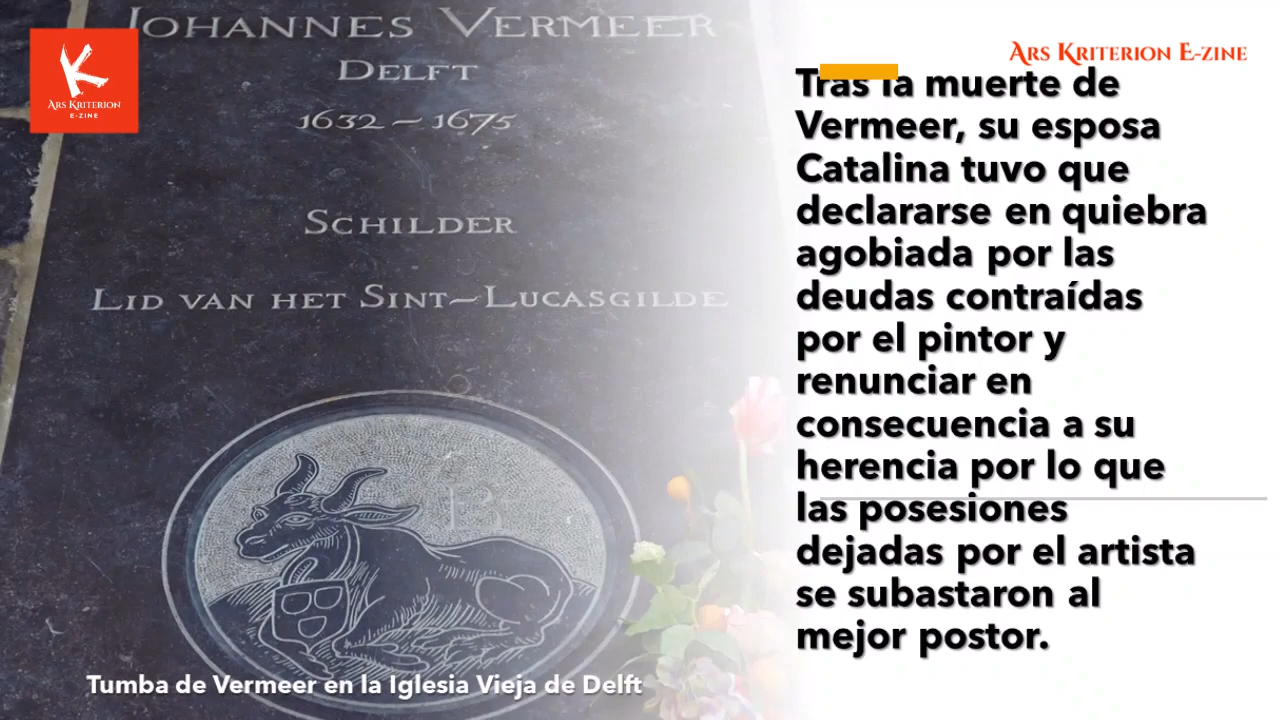 JOHANNES VERMEER
DELFT
1632 – 1675
SCHILDER
LID VAN HET SINT–LUCASGILDE
K
ARS KRITERION
E-ZINE
ARS KRITERION E-ZINE
Tras la muerte de
Vermeer, su esposa
Catalina tuvo que
declararse en quiebra
agobiada por las
deudas contraídas
por el pintor y
renunciar en
consecuencia a su
herencia por lo que
las posesiones
dejadas por el artista
se subastaron al
mejor postor.
Tumba de Vermeer en la Iglesia Vieja de Delft